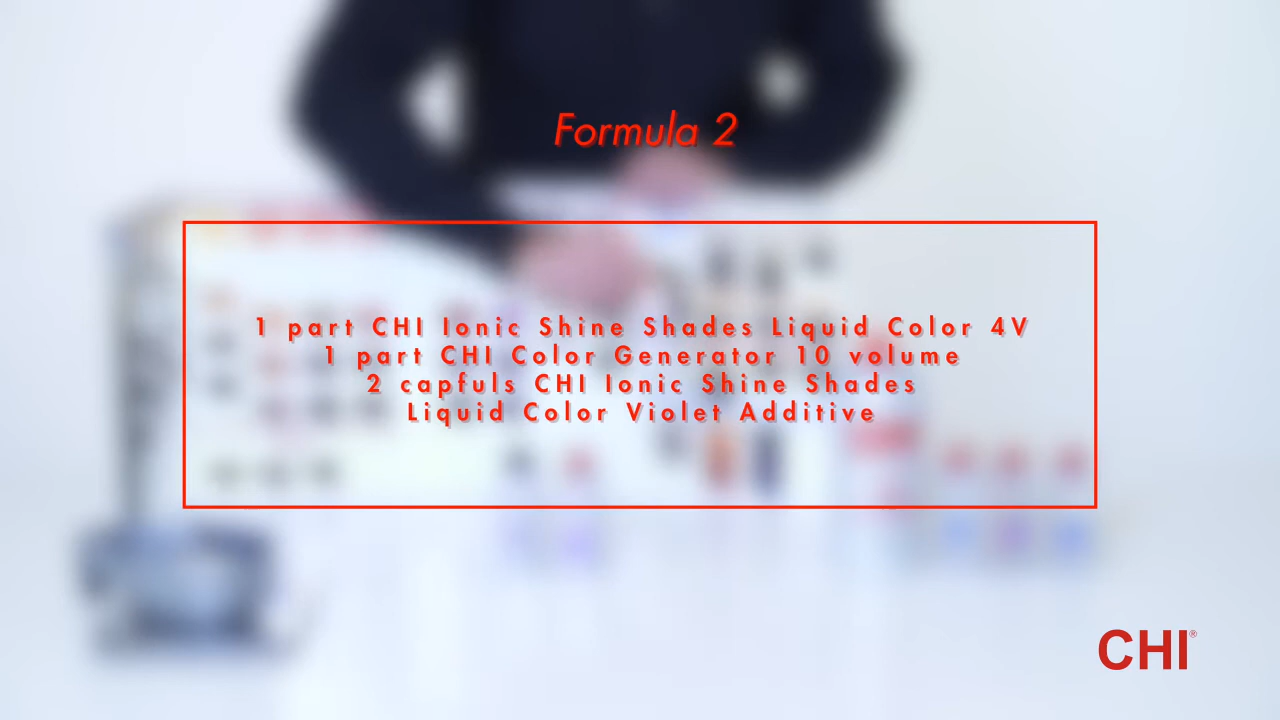 Formula 2
1 part CHI Ionic Shine Shades Liquid Color 4V
1 part CHI Color Generator 10 volume
2 capfuls CHI Ionic Shine Shades
Liquid Color Violet Additive
CHI®